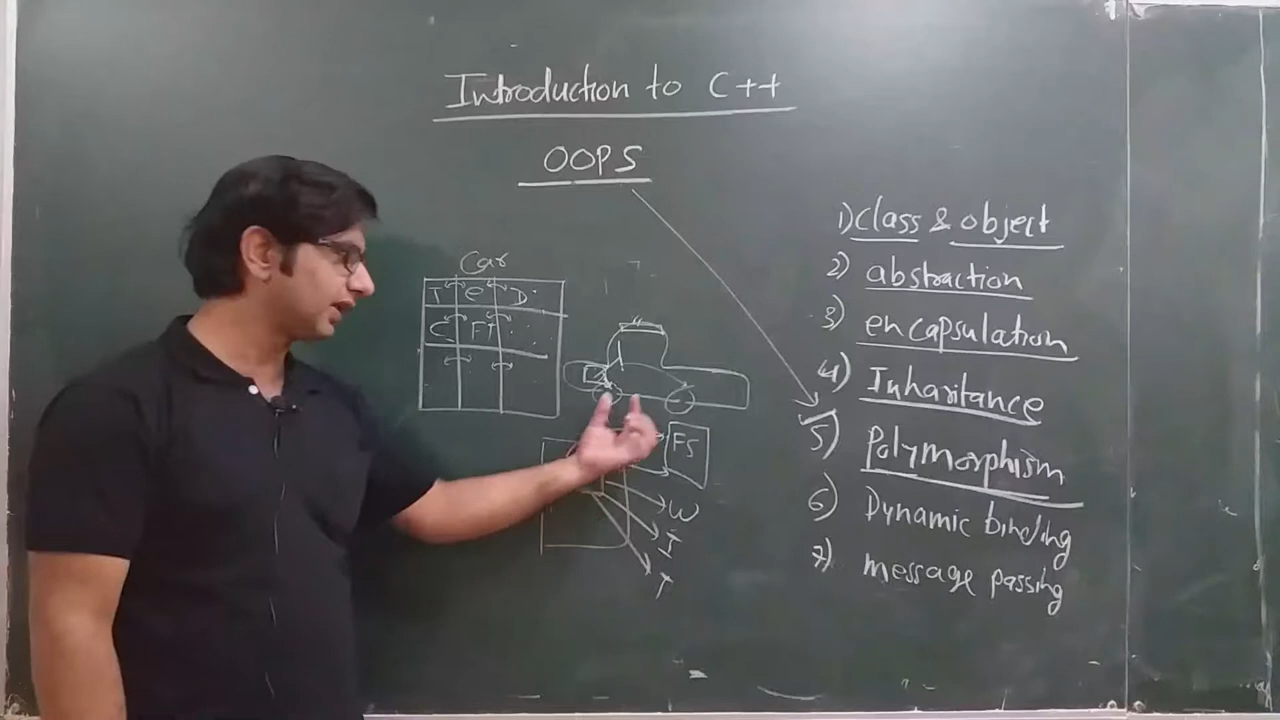 Introduction to C++
OOPS
1) class & object
2) abstraction
3) encapsulation
4) Inharitance
5) Polymorphism
6) Dynamic binding
7) message passing
Car
T E D
C FT
FS
W
I